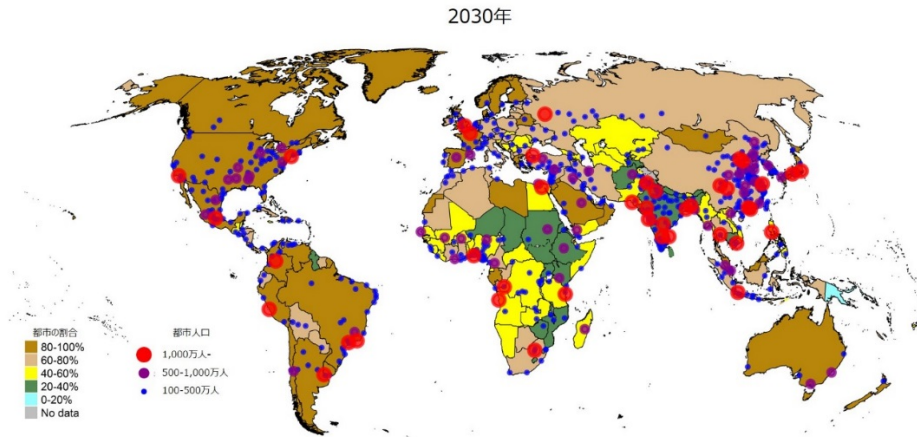 2030年
都市の割合
80-100%
60-80%
40-60%
20-40%
0-20%
No data
都市人口
1,000万人-
500-1,000万人
100-500万人